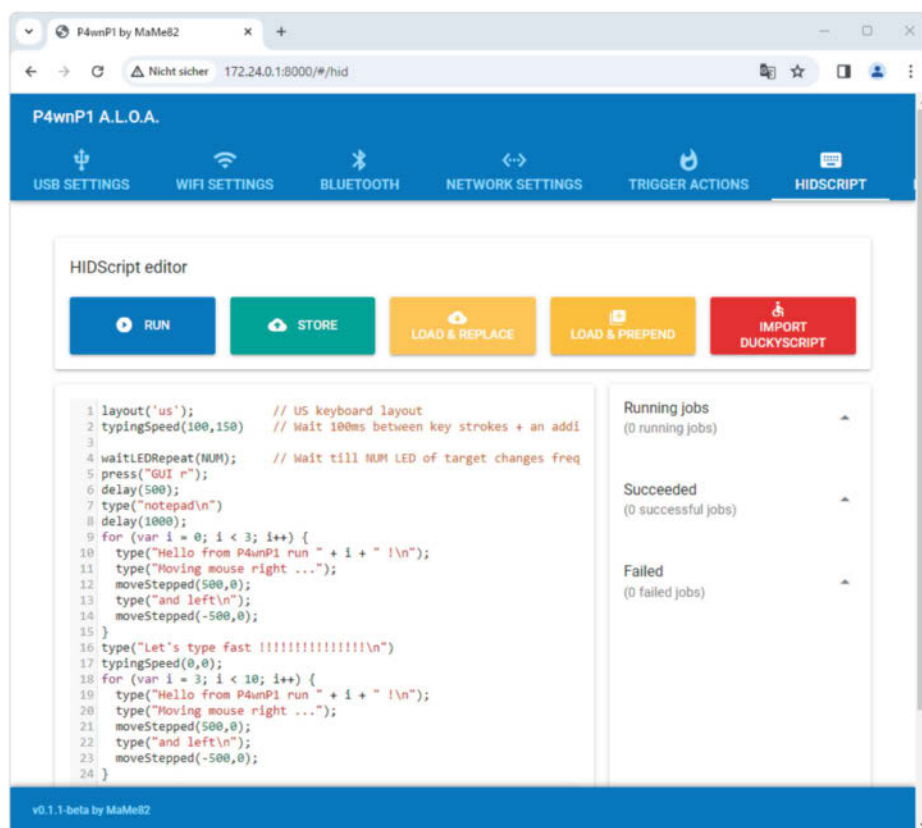 P4wnP1 by MaMe82
Nicht sicher 172.24.0.1:8000/#/hid
P4wnP1 A.L.O.A.
USB SETTINGS WIFI SETTINGS BLUETOOTH NETWORK SETTINGS TRIGGER ACTIONS HIDSCRIPT
HIDScript editor
RUN
STORE
LOAD & REPLACE
LOAD & PREPEND
IMPORT
DUCKYSCRIPT
1 layout('us'); // US keyboard layout
2 typingSpeed(100,150) // Wait 100ms between key strokes + an addi
3
4 waitLEDRepeat(NUM); // Wait till NUM LED of target changes freq
5 press("GUI r");
6 delay(500);
7 type("notepad\n")
8 delay(1000);
9 for (var i = 0; i < 3; i++) {
10 type("Hello from P4wnP1 run " + i + " !\n");
11 type("Moving mouse right ...");
12 moveStepped(500,0);
13 type("and left\n");
14 moveStepped(-500,0);
15 }
16 type("Let's type fast !!!!!!!!!!!!!!!\n")
17 typingSpeed(0,0);
18 for (var i = 3; i < 10; i++) {
19 type("Hello from P4wnP1 run " + i + " !\n");
20 type("Moving mouse right ...");
21 moveStepped(500,0);
22 type("and left\n");
23 moveStepped(-500,0);
24 }
Running jobs
(0 running jobs)
Succeeded
(0 successful jobs)
Failed
(0 failed jobs)
v0.1.1-beta by MaMe82